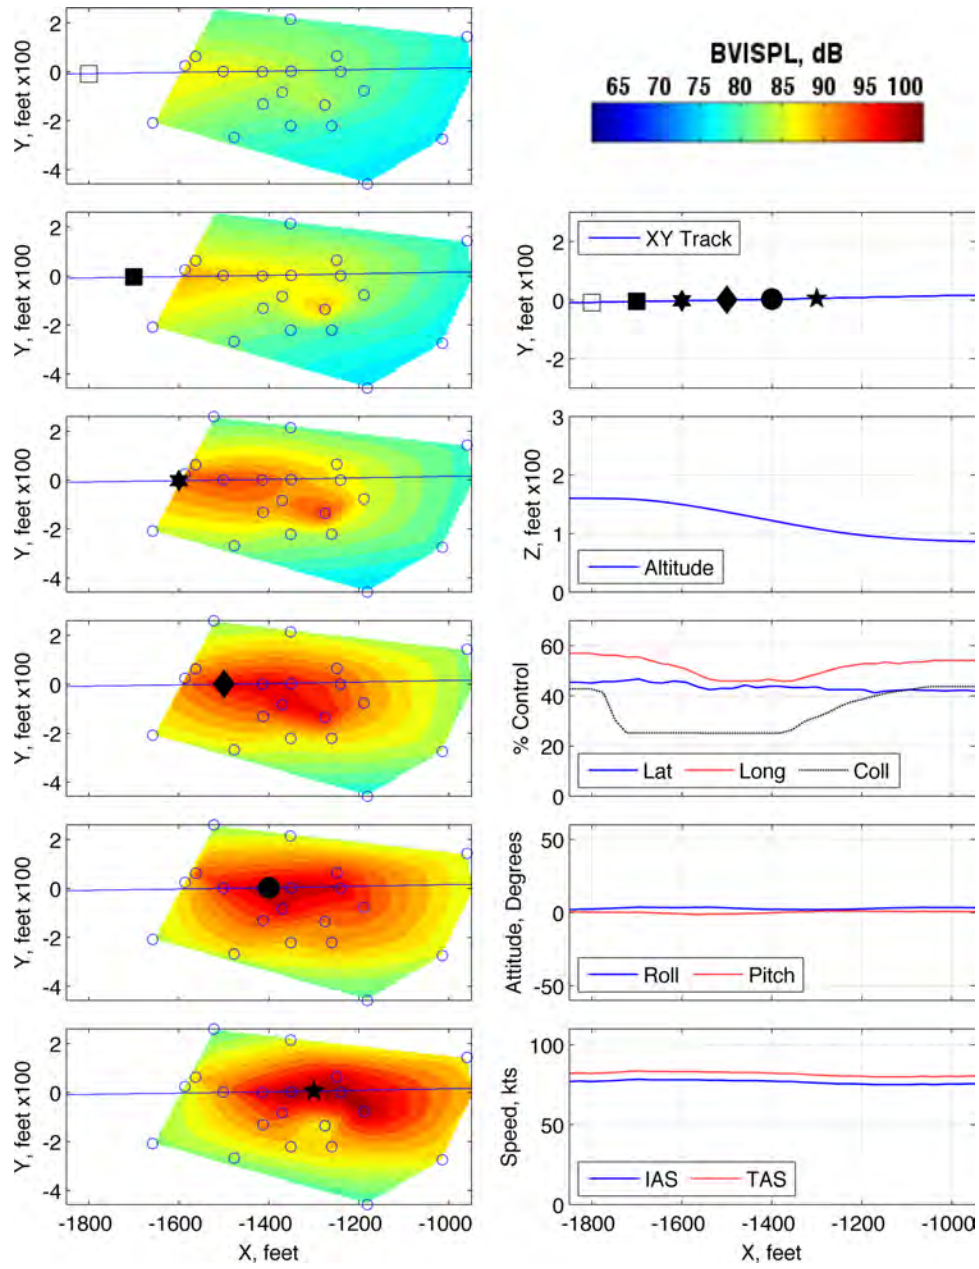 BVISPL, dB
65 70 75 80 85 90 95 100
2
0
-2
-4
Y, feet x100
2
0
-2
-4
Y, feet x100
XY Track
2
0
-2
Y, feet x100
2
0
-2
-4
Y, feet x100
3
2
1
0
Z, feet x100
Altitude
2
0
-2
-4
Y, feet x100
60
40
20
0
% Control
Lat Long Coll
2
0
-2
-4
Y, feet x100
50
0
-50
Attitude, Degrees
Roll Pitch
2
0
-2
-4
Y, feet x100
-1800 -1600 -1400 -1200 -1000
X, feet
100
50
0
Speed, kts
IAS TAS
-1800 -1600 -1400 -1200 -1000
X, feet